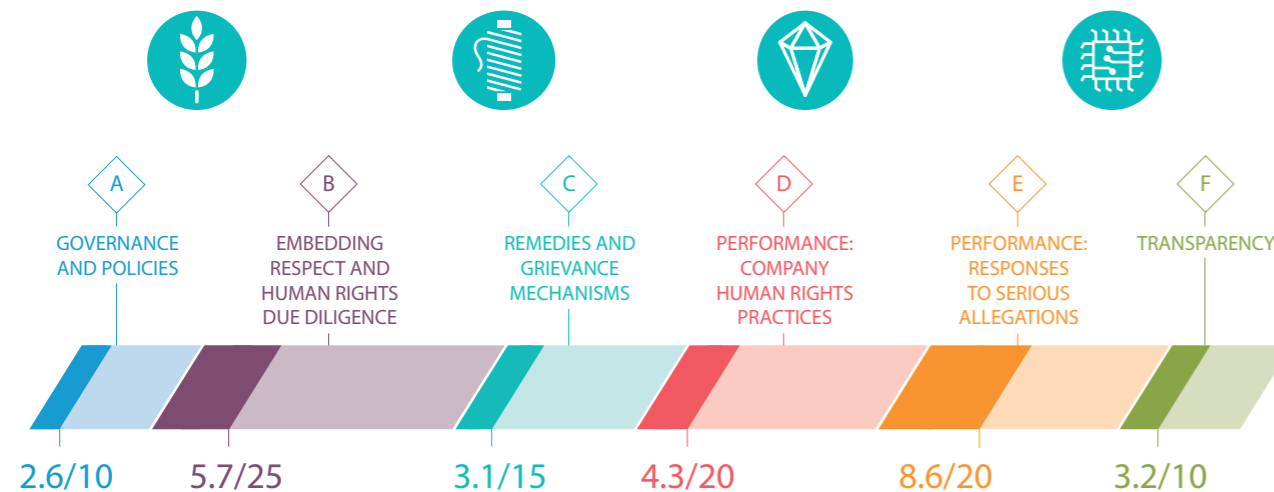 A
GOVERNANCE
AND POLICIES
B
EMBEDDING
RESPECT AND
HUMAN RIGHTS
DUE DILIGENCE
C
REMEDIES AND
GRIEVANCE
MECHANISMS
D
PERFORMANCE:
COMPANY
HUMAN RIGHTS
PRACTICES
E
PERFORMANCE:
RESPONSES
TO SERIOUS
ALLEGATIONS
F
TRANSPARENCY
2.6/10
5.7/25
3.1/15
4.3/20
8.6/20
3.2/10